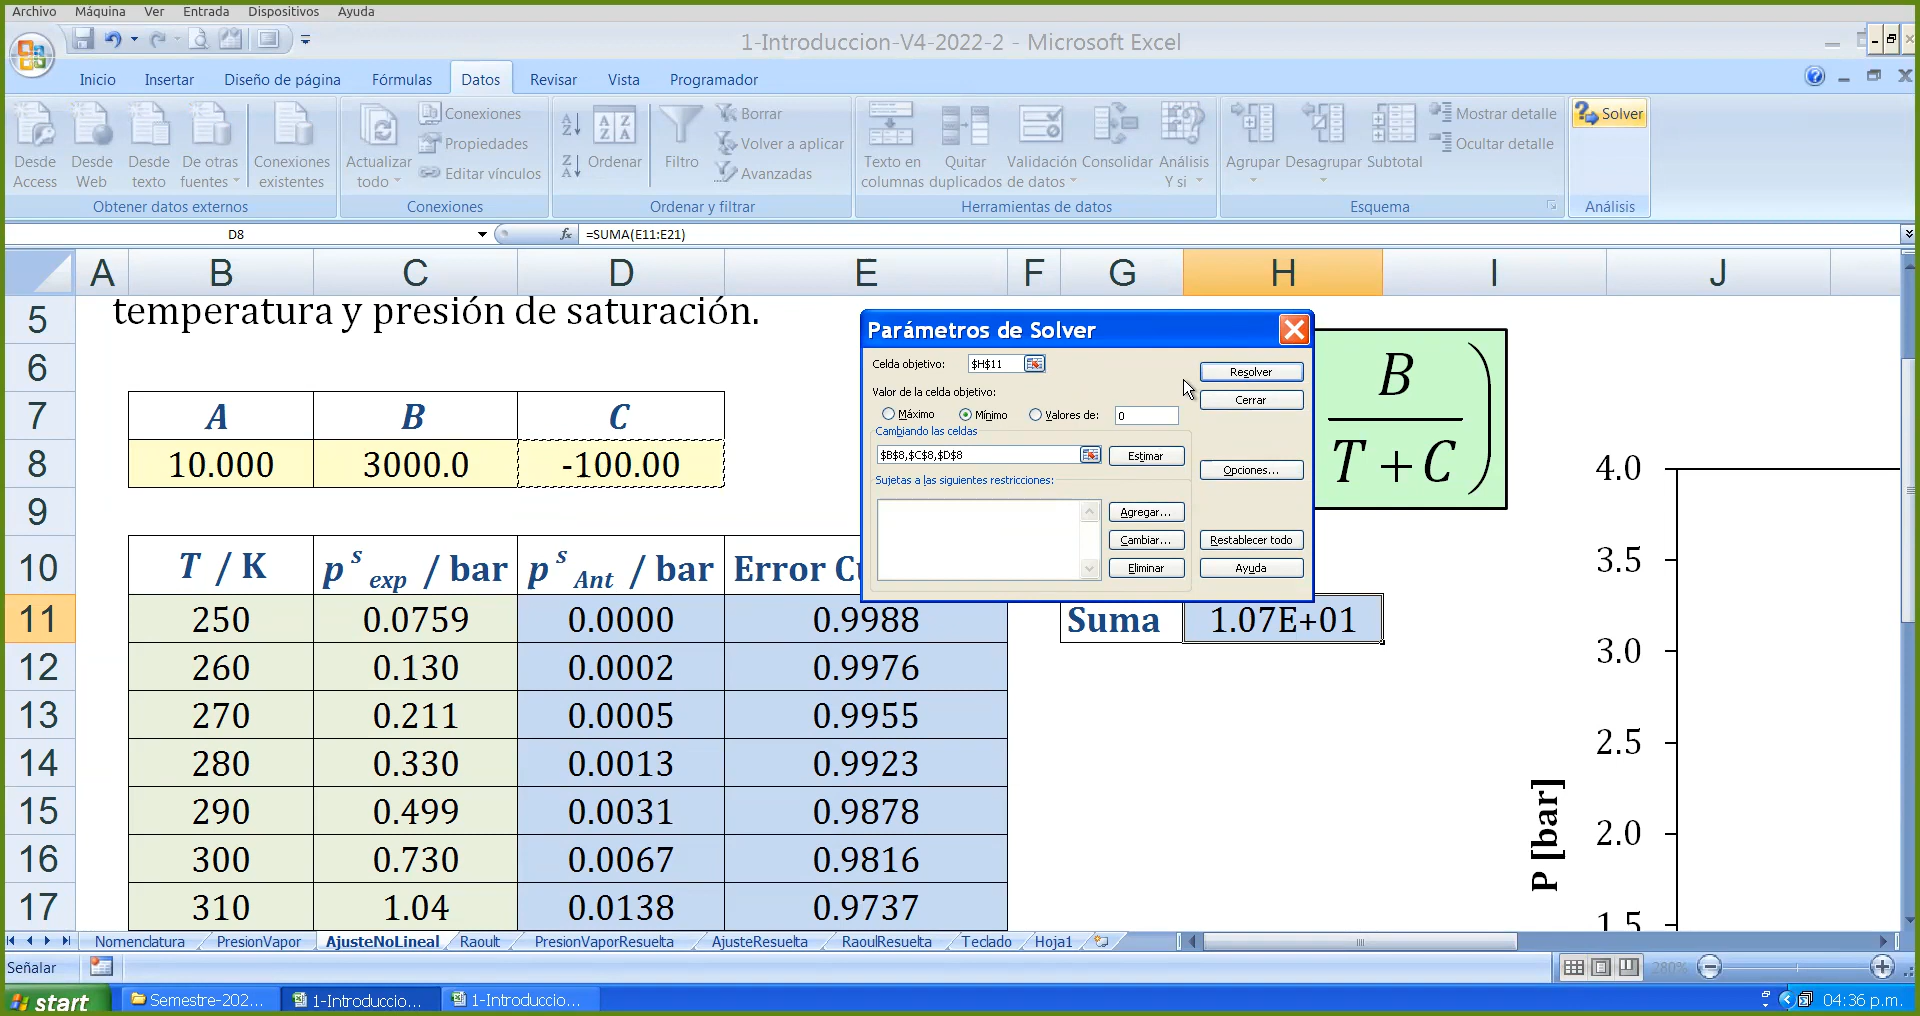 Archivo Máquina Ver Entrada Dispositivos Ayuda
1-Introduccion-V4-2022-2 - Microsoft Excel
Inicio Insertar Diseño de página Fórmulas Datos Revisar Vista Programador
Desde Access
Desde Web
Desde texto
De otras fuentes
Conexiones existentes
Obtener datos externos
Actualizar todo
Conexiones
Propiedades
Editar vínculos
Conexiones
Ordenar
Filtro
Borrar
Volver a aplicar
Avanzadas
Ordenar y filtrar
Texto en columnas
Quitar duplicados
Validación de datos
Consolidar
Análisis Y si
Herramientas de datos
Agrupar
Desagrupar
Subtotal
Mostrar detalle
Ocultar detalle
Esquema
Solver
Análisis
D8 fx =SUMA(E11:E21)
A B C D E F G H I J
5 temperatura y presión de saturación.
6
7 A B C
8 10.000 3000.0 -100.00
9
10 T / K p^s exp / bar p^s Ant / bar Error
11 250 0.0759 0.0000 0.9988 Suma 1.07E+01
12 260 0.130 0.0002 0.9976
13 270 0.211 0.0005 0.9955
14 280 0.330 0.0013 0.9923
15 290 0.499 0.0031 0.9878
16 300 0.730 0.0067 0.9816
17 310 1.04 0.0138 0.9737
Parámetros de Solver
Celda objetivo: $H$11
Resolver
Valor de la celda objetivo:
Cerrar
Máximo Mínimo Valores de: 0
Cambiando las celdas
$B$8,$C$8,$D$8 Estimar
Opciones...
Sujetas a las siguientes restricciones:
Agregar...
Cambiar... Restablecer todo
Eliminar Ayuda
B
T + C )
4.0
3.5
3.0
2.5
2.0
1.5
P [bar]
Nomenclatura PresionVapor AjusteNoLineal Raoult PresionVaporResuelta AjusteResuelta RaoulResuelta Teclado Hoja1
Señalar 280%
start Semestre-202... 1-Introduccio... 1-Introduccio... 04:36 p.m.